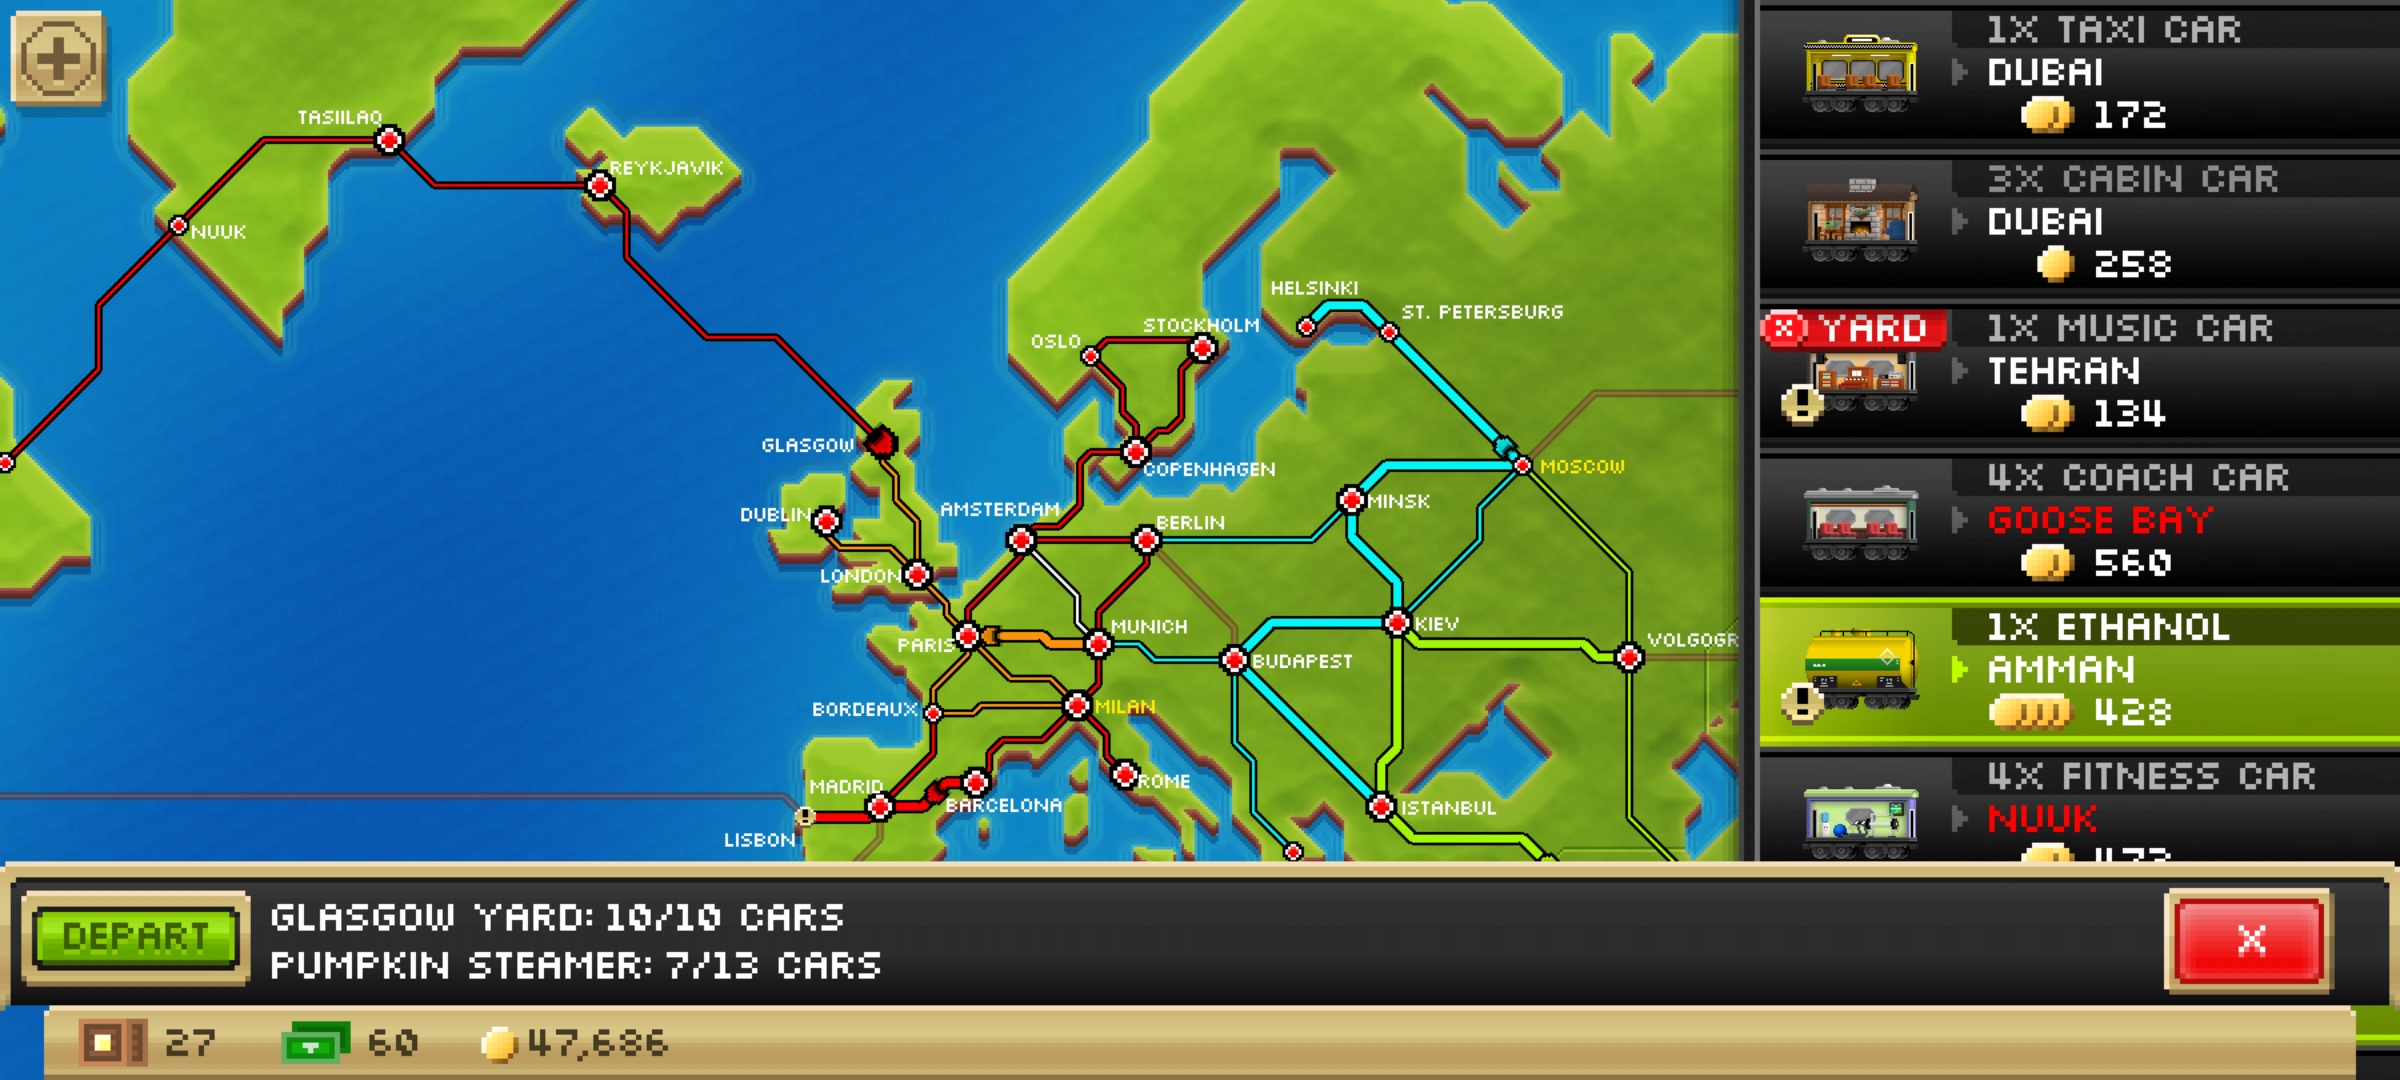 TASIILAQ
REYKJAVIK
NUUK
HELSINKI
ST. PETERSBURG
STOCKHOLM
OSLO
GLASGOW
COPENHAGEN
MOSCOW
MINSK
DUBLIN
AMSTERDAM
BERLIN
LONDON
PARIS
MUNICH
KIEV
BUDAPEST
VOLGOGR
BORDEAUX
MILAN
MADRID
ROME
BARCELONA
ISTANBUL
LISBON
1X TAXI CAR
DUBAI
172
3X CABIN CAR
DUBAI
258
YARD
1X MUSIC CAR
TEHRAN
134
4X COACH CAR
GOOSE BAY
560
1X ETHANOL
AMMAN
428
4X FITNESS CAR
NUUK
DEPART
GLASGOW YARD: 10/10 CARS
PUMPKIN STEAMER: 7/13 CARS
X
27
60
47,686